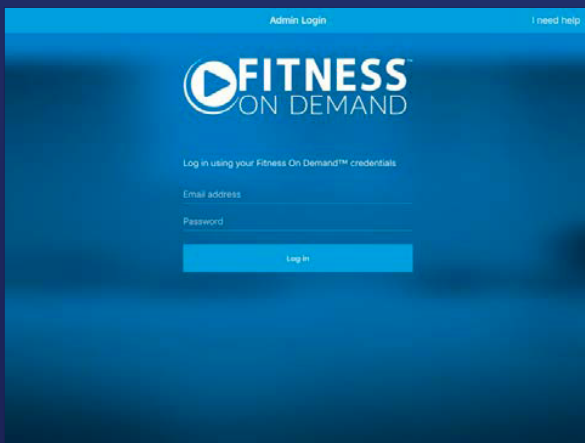 Admin Login
I need help
FITNESS™
ON DEMAND
Log in using your Fitness On Demand™ credentials
Email address
Password
Log in